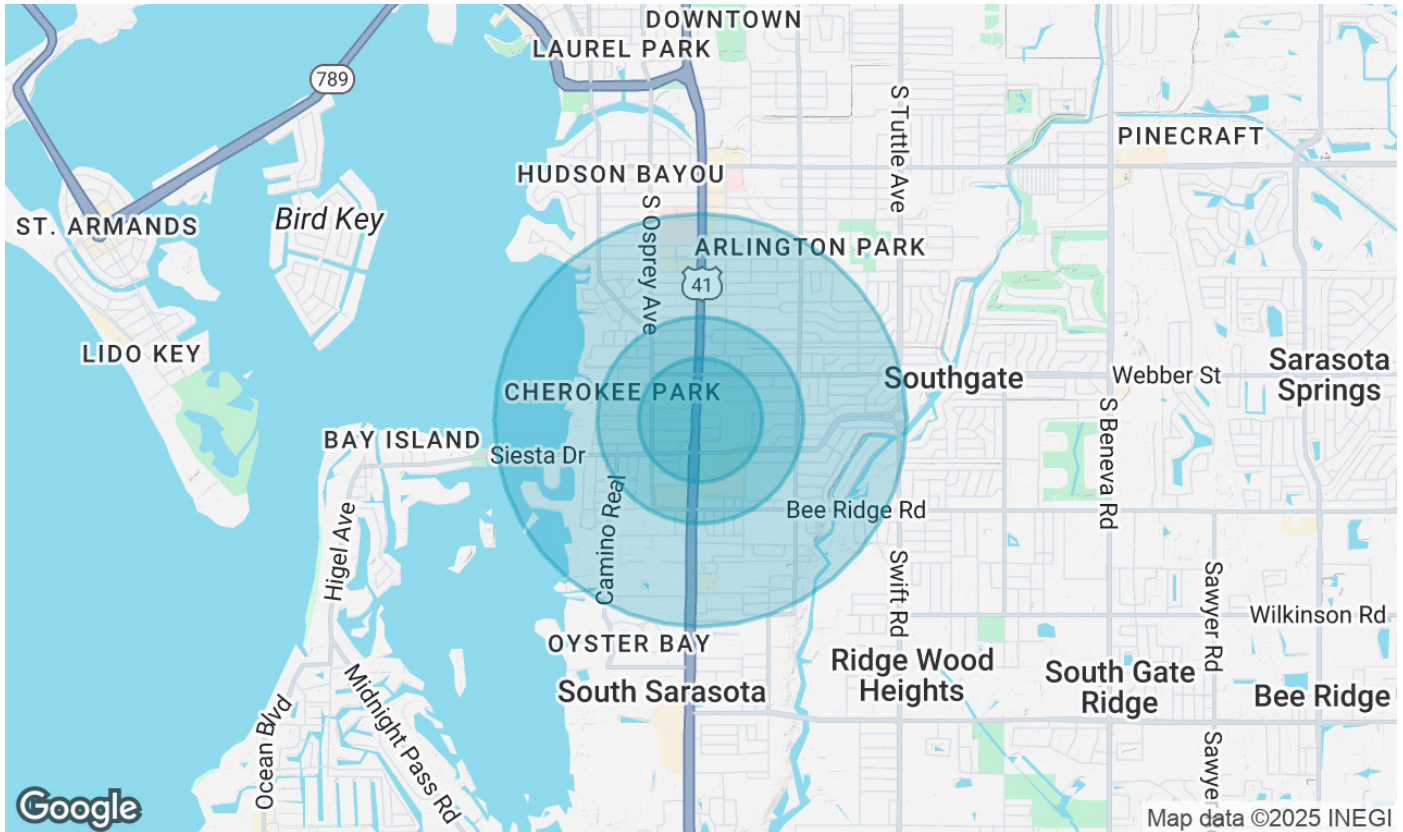 DOWNTOWN
LAUREL PARK
789
S Tuttle Ave
PINECRAFT
HUDSON BAYOU
Bird Key
ST. ARMANDS
S Osprey Ave
ARLINGTON PARK
41
LIDO KEY
CHEROKEE PARK
Southgate
Webber St
Sarasota
Springs
BAY ISLAND
Siesta Dr
S Beneva Rd
Camino Real
Bee Ridge Rd
Higel Ave
Swift Rd
Sawyer Rd
Wilkinson Rd
OYSTER BAY
Ridge Wood
Heights
South Gate
Ridge
South Sarasota
Bee Ridge
Midnight Pass Rd
Ocean Blvd
Sawyer
Google
Map data ©2025 INEGI